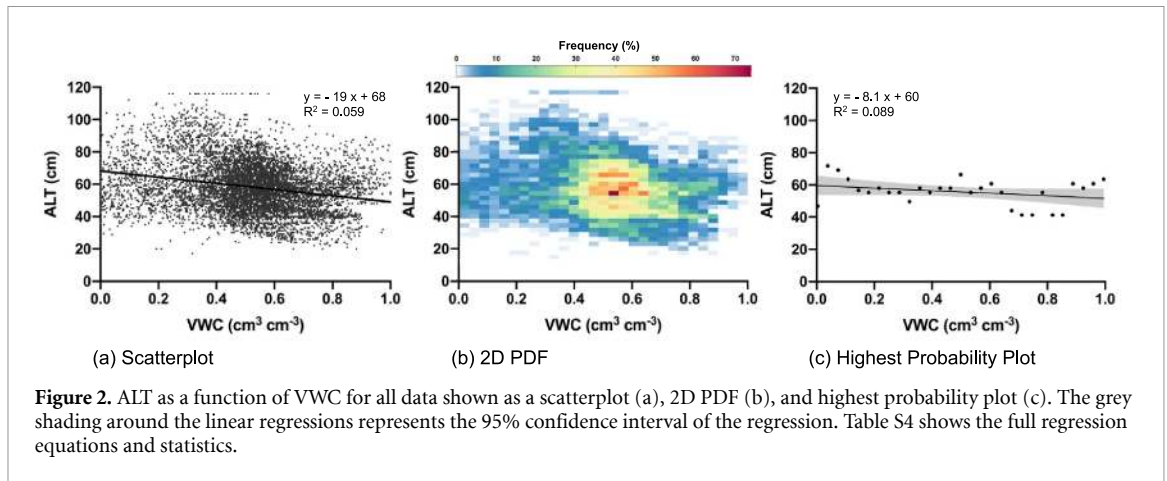 Frequency (%)
0 10 20 30 40 50 60 70
y = - 19 x + 68
R² = 0.059
120
100
80
60
40
20
0
ALT (cm)
0.0 0.2 0.4 0.6 0.8 1.0
VWC (cm³ cm⁻³)
(a) Scatterplot
120
100
80
60
40
20
0
ALT (cm)
0.0 0.2 0.4 0.6 0.8 1.0
VWC (cm³ cm⁻³)
(b) 2D PDF
y = - 8.1 x + 60
R² = 0.089
120
100
80
60
40
20
0
ALT (cm)
0.0 0.2 0.4 0.6 0.8 1.0
VWC (cm³ cm⁻³)
(c) Highest Probability Plot
Figure 2. ALT as a function of VWC for all data shown as a scatterplot (a), 2D PDF (b), and highest probability plot (c). The grey
shading around the linear regressions represents the 95% confidence interval of the regression. Table S4 shows the full regression
equations and statistics.